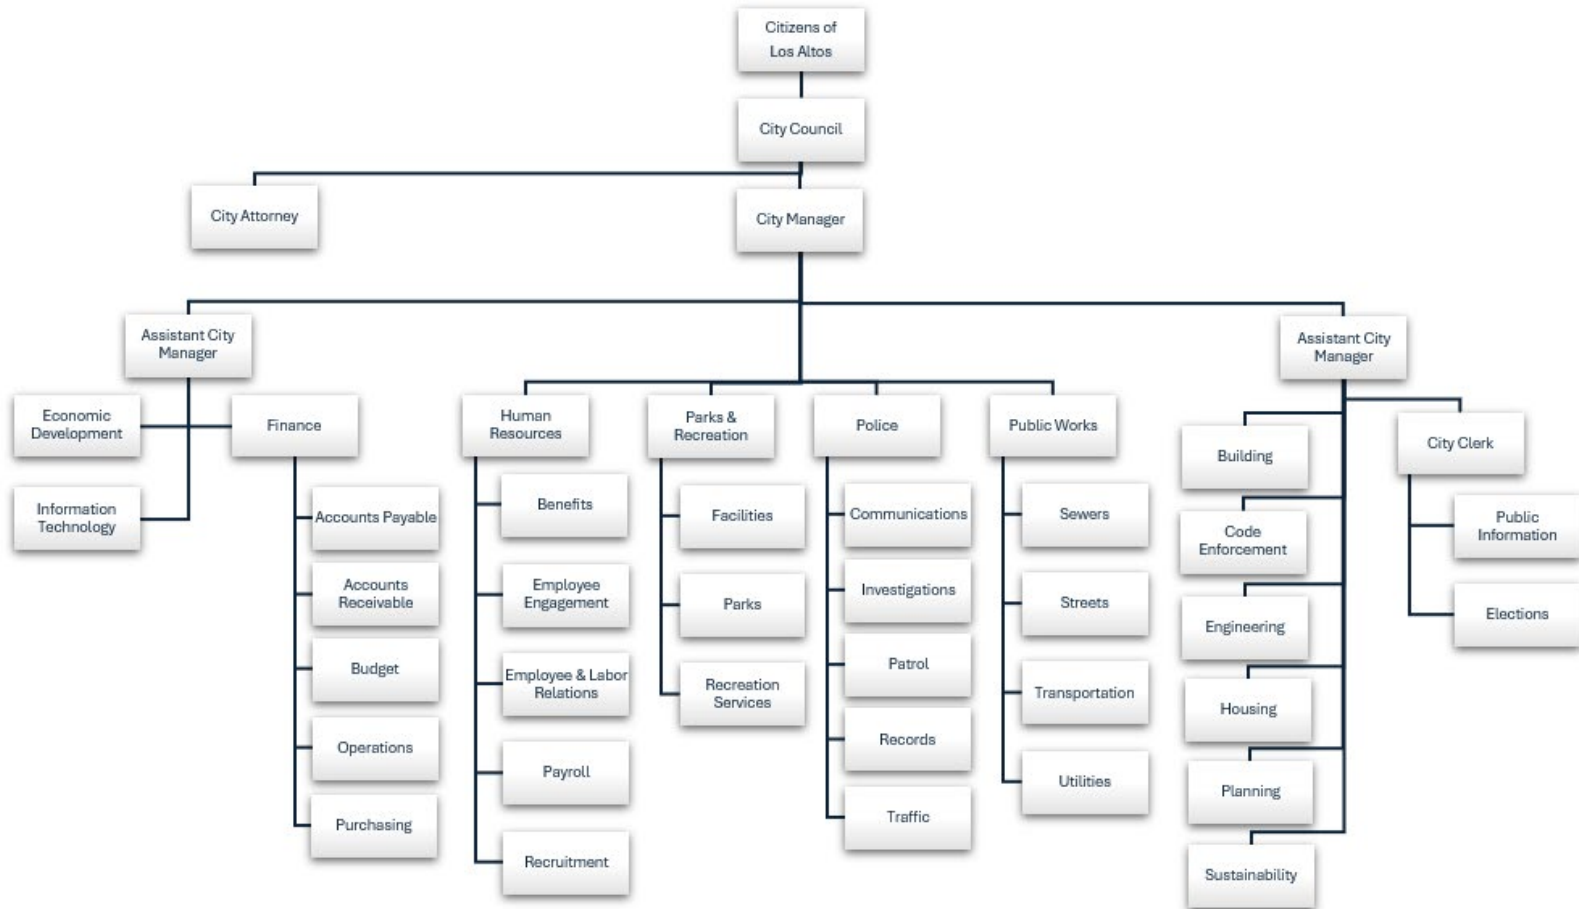 Citizens of
Los Altos
City Council
City Attorney
City Manager
Assistant City
Manager
Assistant City
Manager
Economic
Development
Finance
Information
Technology
Accounts Payable
Accounts
Receivable
Budget
Operations
Purchasing
Human
Resources
Benefits
Employee
Engagement
Employee & Labor
Relations
Payroll
Recruitment
Parks &
Recreation
Facilities
Parks
Recreation
Services
Police
Communications
Investigations
Patrol
Records
Traffic
Public Works
Sewers
Streets
Transportation
Utilities
Building
Code
Enforcement
Engineering
Housing
Planning
Sustainability
City Clerk
Public
Information
Elections